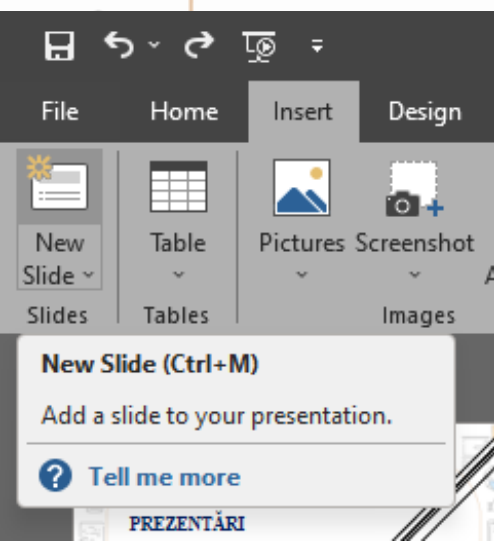 File Home Insert Design
New Slide
Table
Pictures
Screenshot
Slides
Tables
Images
New Slide (Ctrl+M)
Add a slide to your presentation.
? Tell me more
PREZENTĂRI